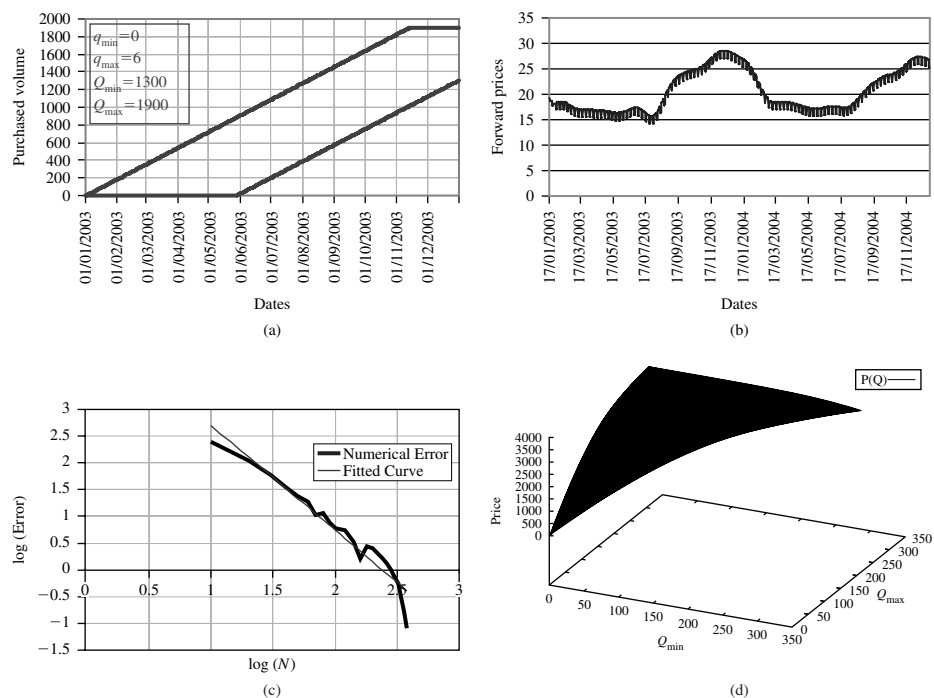 2000
1800
1600
1400
1200
1000
800
600
400
200
0
Purchased volume
q_min=0
q_max=6
Q_min=1300
Q_max=1900
01/01/2003
01/02/2003
01/03/2003
01/04/2003
01/05/2003
01/06/2003
01/07/2003
01/08/2003
01/09/2003
01/10/2003
01/11/2003
01/12/2003
Dates
(a)
35
30
25
20
15
10
5
0
Forward prices
17/01/2003
17/03/2003
17/05/2003
17/07/2003
17/09/2003
17/11/2003
17/01/2004
17/03/2004
17/05/2004
17/07/2004
17/09/2004
17/11/2004
Dates
(b)
3
2.5
2
1.5
1
0.5
0
−0.5
−1
−1.5
log (Error)
Numerical Error
Fitted Curve
0 0.5 1 1.5 2 2.5 3
log (N)
(c)
P(Q)
4000
3500
3000
2500
2000
1500
1000
500
0
Price
0 50 100 150 200 250 300 350
Q_min
0 50 100 150 200 250 300 350
Q_max
(d)